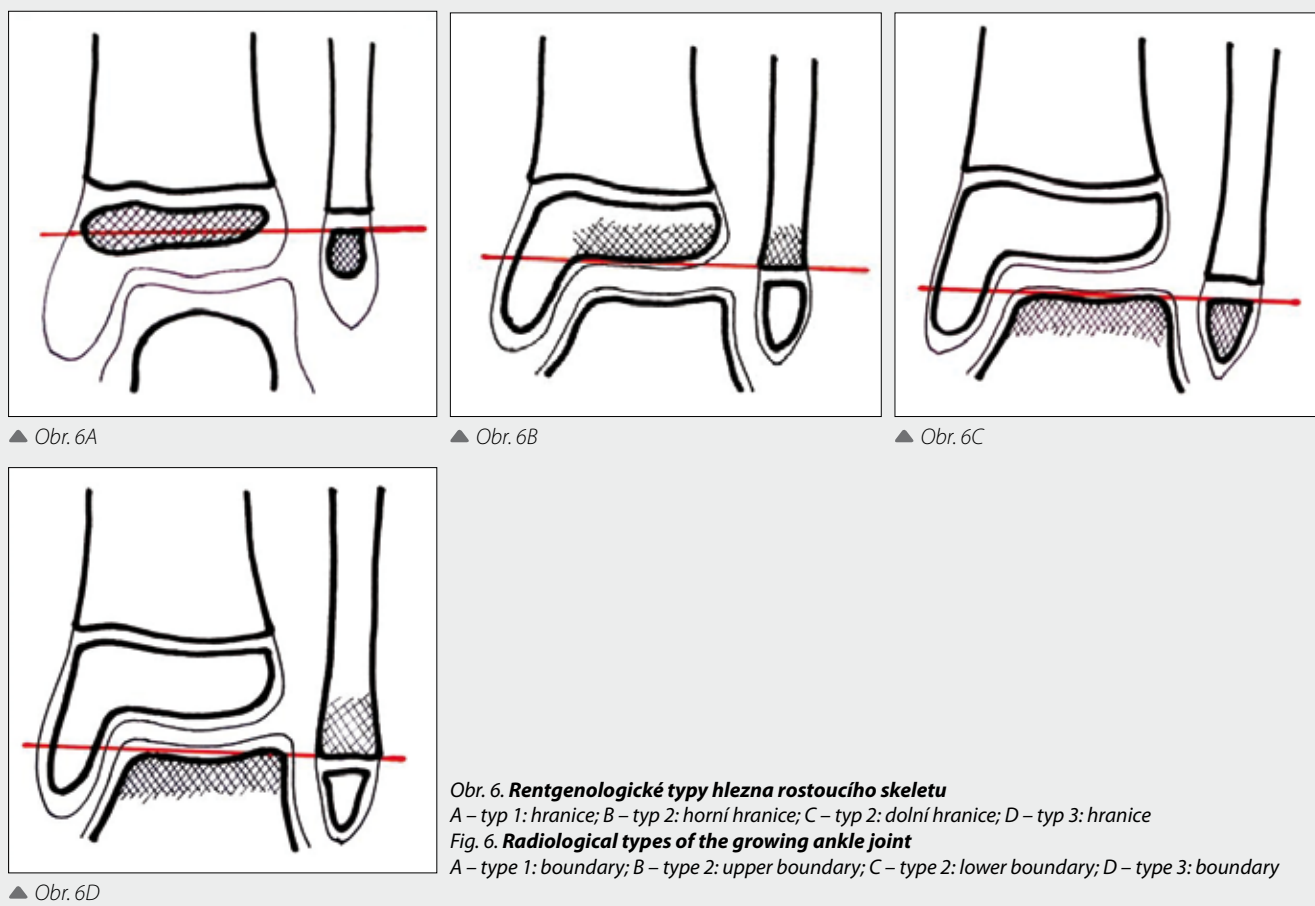 ▲ Obr. 6A
▲ Obr. 6B
▲ Obr. 6C
▲ Obr. 6D
Obr. 6. Rentgenologické typy hlezna rostoucího skeletu
A – typ 1: hranice; B – typ 2: horní hranice; C – typ 2: dolní hranice; D – typ 3: hranice
Fig. 6. Radiological types of the growing ankle joint
A – type 1: boundary; B – type 2: upper boundary; C – type 2: lower boundary; D – type 3: boundary